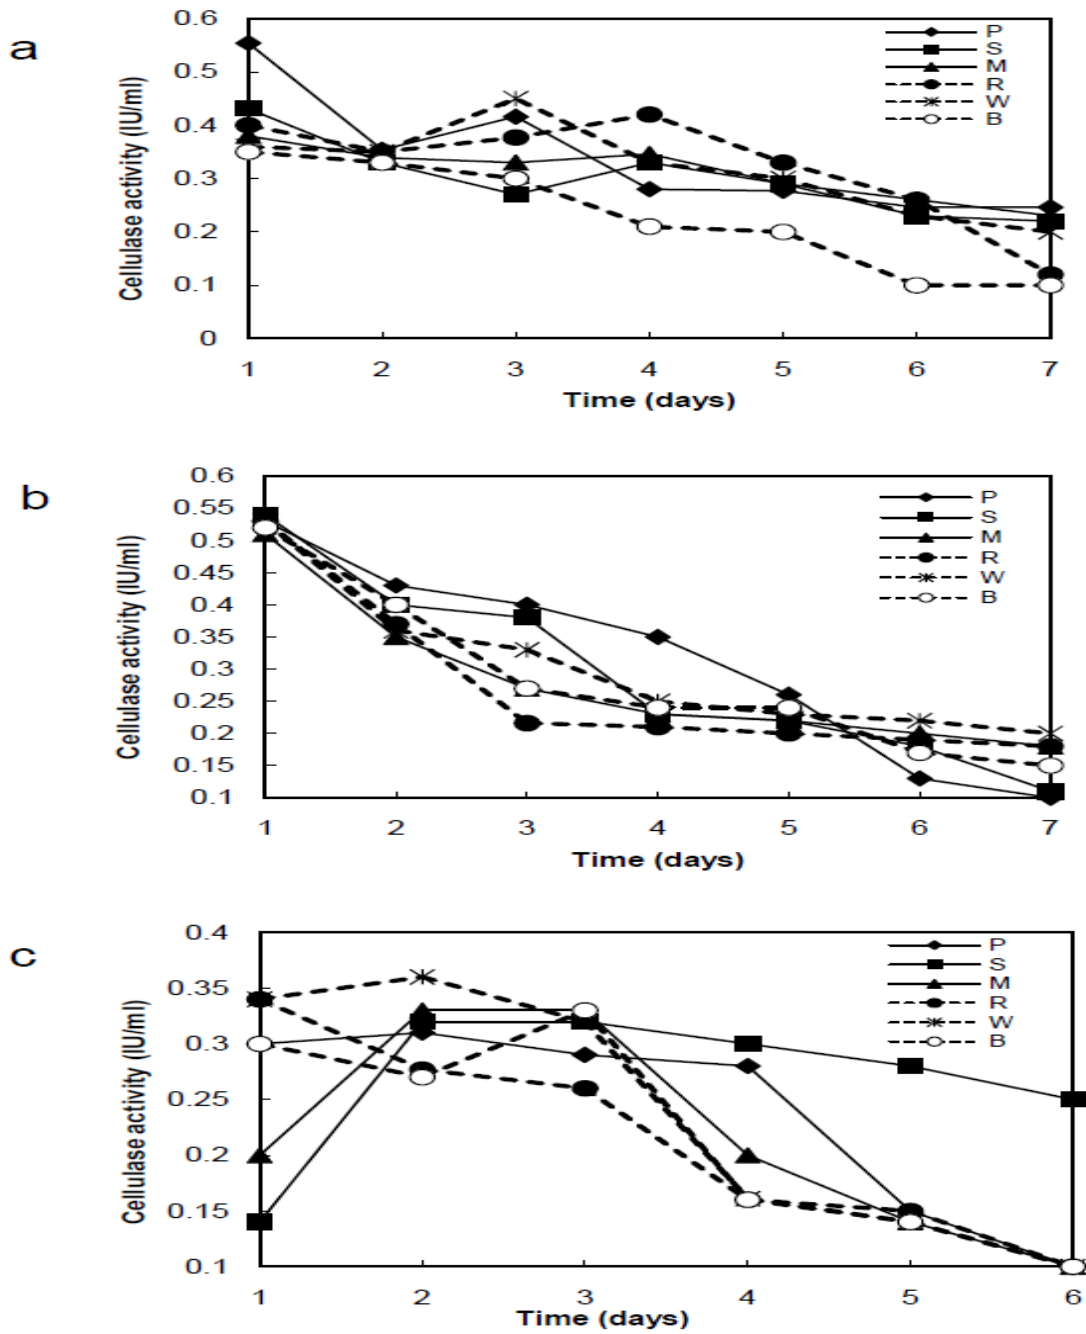 a
0.6
0.5
0.4
0.3
0.2
0.1
0
Cellulase activity (IU/ml)
P
S
M
R
W
B
1 2 3 4 5 6 7
Time (days)
b
0.6
0.55
0.5
0.45
0.4
0.35
0.3
0.25
0.2
0.15
0.1
Cellulase activity (IU/ml)
P
S
M
R
W
B
1 2 3 4 5 6 7
Time (days)
c
0.4
0.35
0.3
0.25
0.2
0.15
0.1
Cellulase activity (IU/ml)
P
S
M
R
W
B
1 2 3 4 5 6
Time (days)